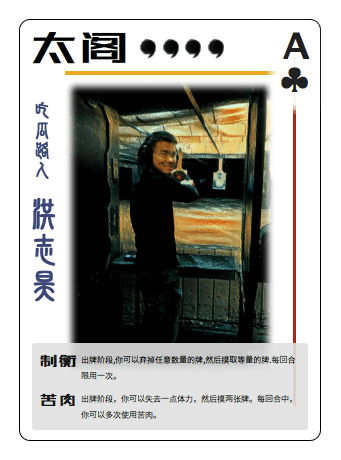 太阁
A
吃瓜路人
洪志昊
制衡 出牌阶段,你可以弃掉任意数量的牌,然后摸取等量的牌.每回合
限用一次。
苦肉 出牌阶段，你可以失去一点体力，然后摸两张牌。每回合中，
你可以多次使用苦肉。